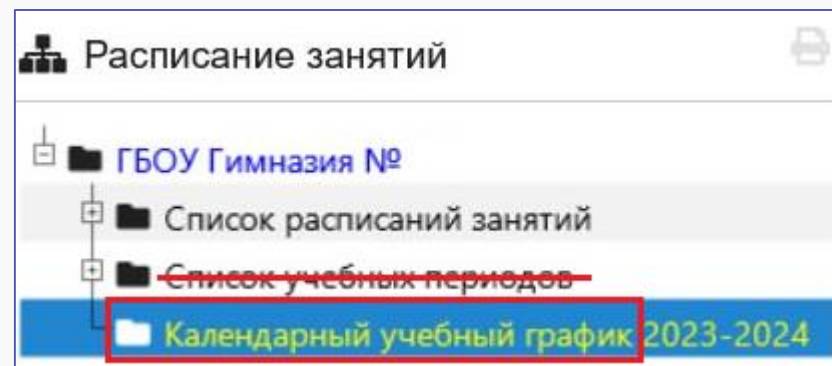 Расписание занятий
ГБОУ Гимназия №
Список расписаний занятий
Список учебных периодов
Календарный учебный график 2023-2024